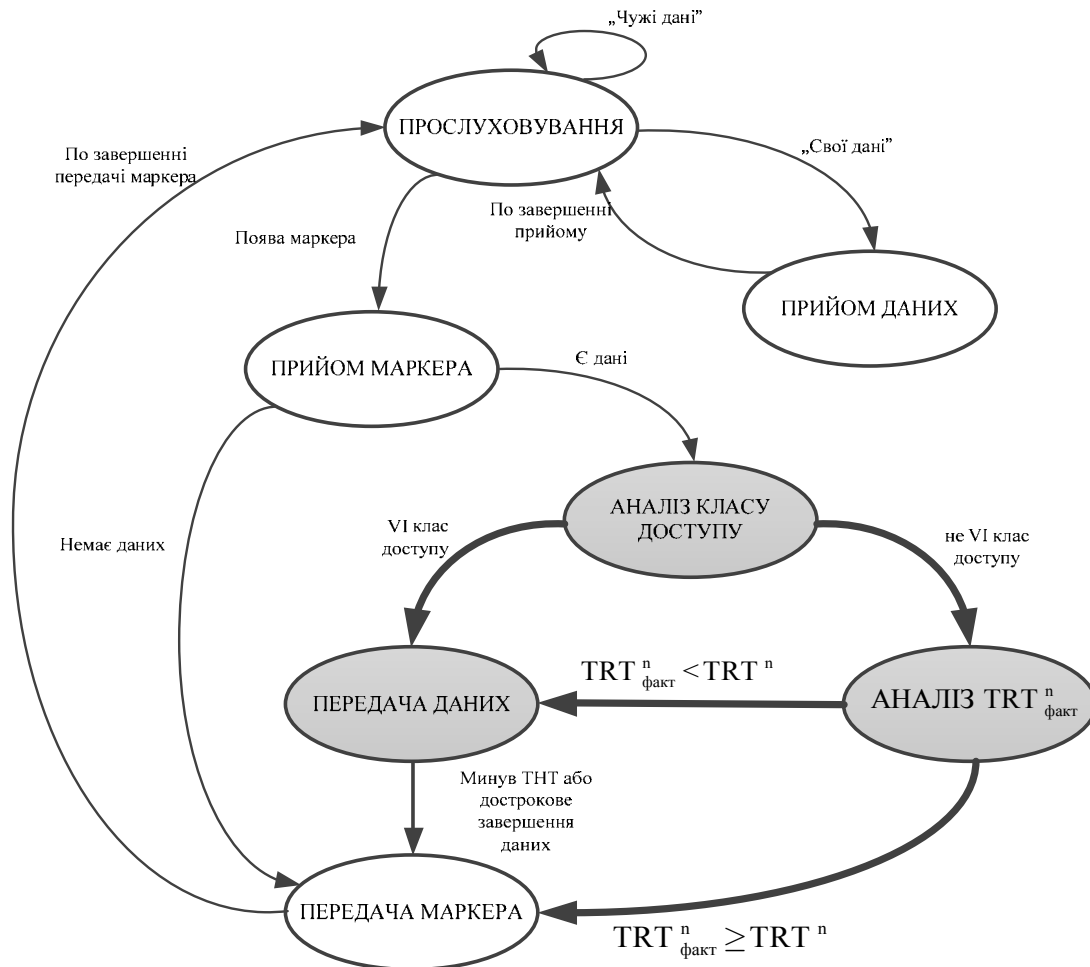 „Чужі дані”
ПРОСЛУХОВУВАННЯ
По завершенні
передачі маркера
„Свої дані”
По завершенні
прийому
Поява маркера
ПРИЙОМ ДАНИХ
ПРИЙОМ МАРКЕРА
Є дані
АНАЛІЗ КЛАСУ
ДОСТУПУ
VI клас
доступу
не VI клас
доступу
Немає даних
TRT n факт < TRT n
ПЕРЕДАЧА ДАНИХ
АНАЛІЗ TRT n факт
Минув ТНТ або
дострокове
завершення
даних
ПЕРЕДАЧА МАРКЕРА
TRT n факт ≥ TRT n